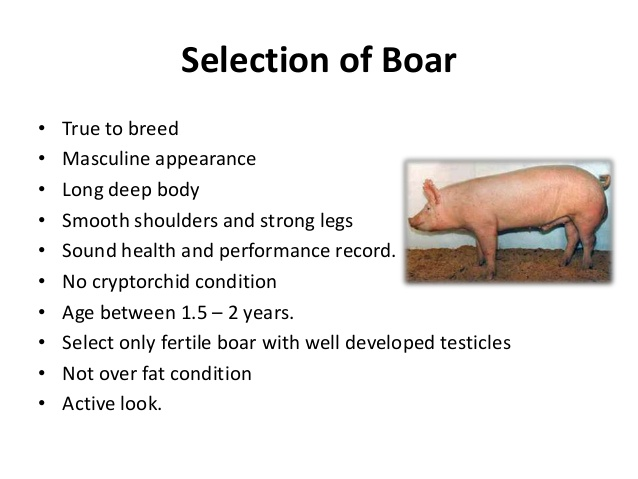 Selection of Boar
• True to breed
• Masculine appearance
• Long deep body
• Smooth shoulders and strong legs
• Sound health and performance record.
• No cryptorchid condition
• Age between 1.5 – 2 years.
• Select only fertile boar with well developed testicles
• Not over fat condition
• Active look.